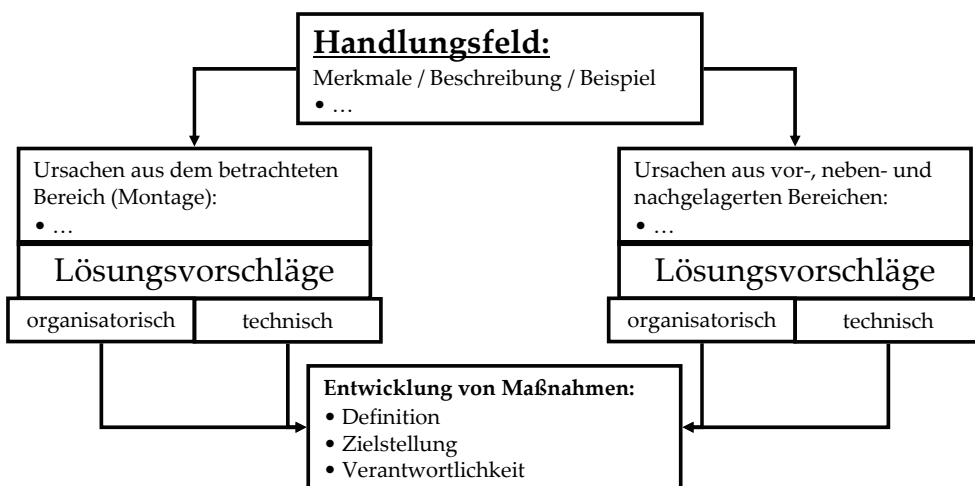 Handlungsfeld:
Merkmale / Beschreibung / Beispiel
• …
Ursachen aus dem betrachteten
Bereich (Montage):
• …
Lösungsvorschläge
organisatorisch
technisch
Ursachen aus vor-, neben- und
nachgelagerten Bereichen:
• …
Lösungsvorschläge
organisatorisch
technisch
Entwicklung von Maßnahmen:
• Definition
• Zielstellung
• Verantwortlichkeit